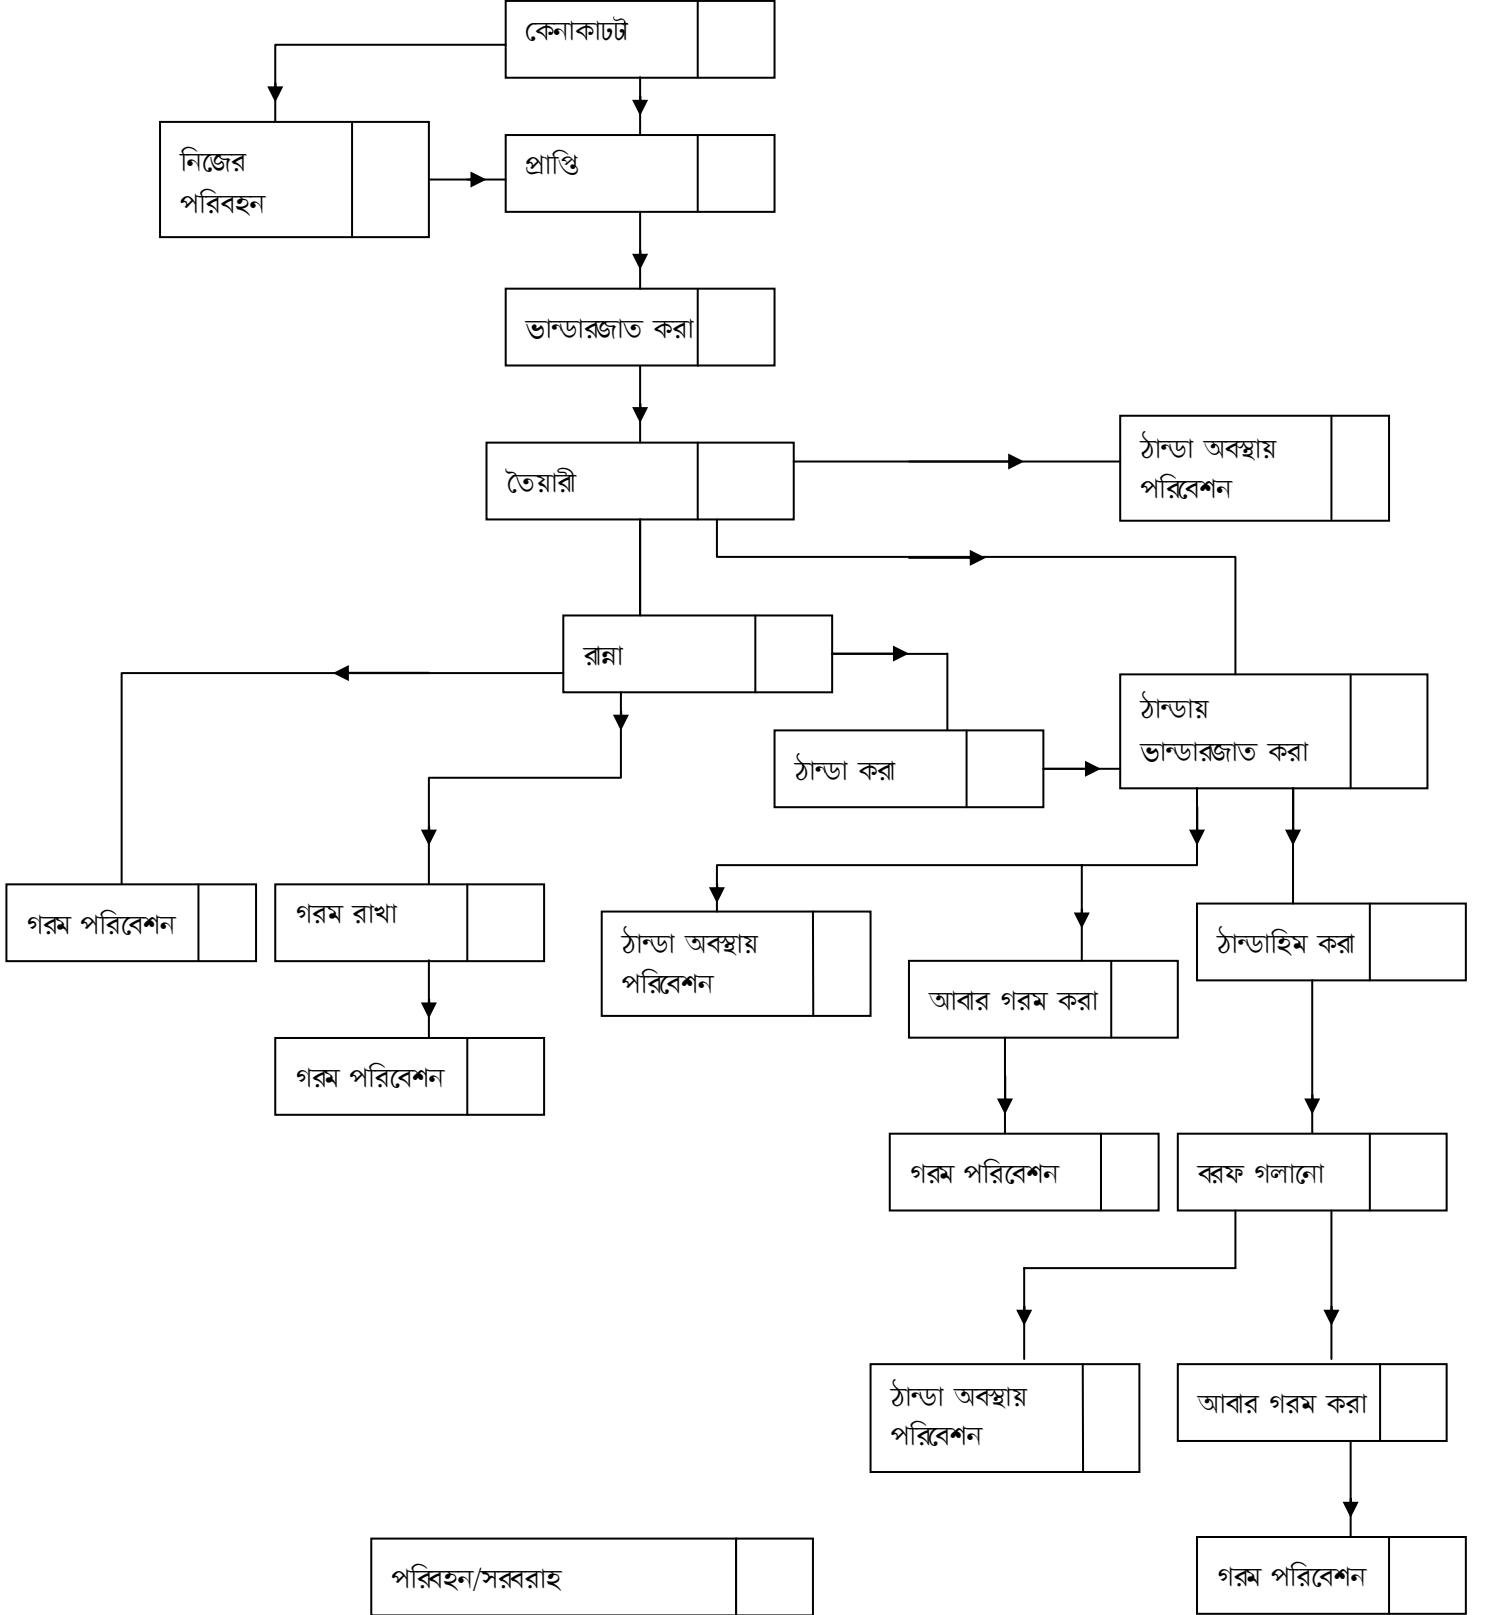 কেনাকাটটা
নিজের
পরিবহন
প্রাপ্তি
ভান্ডারজাত করা
ঠান্ডা অবস্থায়
পরিবেশন
তৈয়ারী
রান্না
ঠান্ডায়
ভান্ডারজাত করা
ঠান্ডা করা
গরম পরিবেশন
গরম রাখা
ঠান্ডা অবস্থায়
পরিবেশন
আবার গরম করা
ঠান্ডাহিম করা
গরম পরিবেশন
গরম পরিবেশন
বরফ গলানো
ঠান্ডা অবস্থায়
পরিবেশন
আবার গরম করা
পরিবহন/সরবরাহ
গরম পরিবেশন